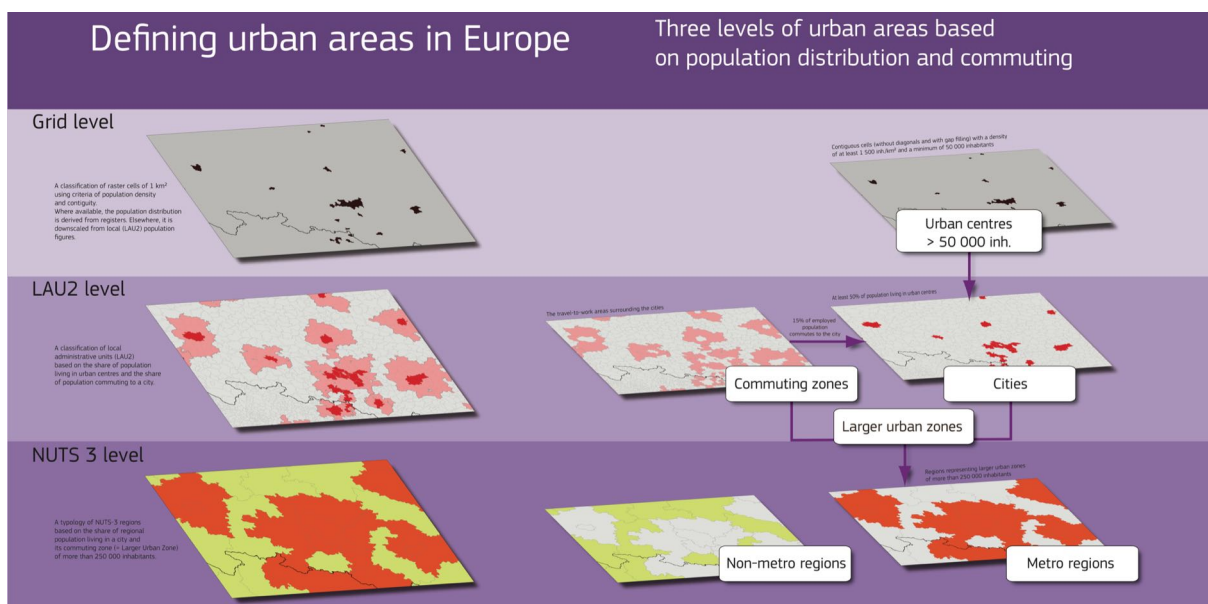 Defining urban areas in Europe
Three levels of urban areas based
on population distribution and commuting
Grid level
A classification of raster cells of 1 km²
using criteria of population density
and contiguity.
Where available, the population distribution
is derived from registers. Elsewhere, it is
downscaled from local (LAU2) population
figures.
Contiguous cells (without diagonals and with gap filling) with a density
of at least 1 500 inh./km² and a minimum of 50 000 inhabitants
Urban centres
> 50 000 inh.
LAU2 level
A classification of local
administrative units (LAU2)
based on the share of population
living in urban centres and the share
of population commuting to a city.
The travel-to-work areas surrounding the cities
15% of employed
population
commutes to the city
At least 50% of population living in urban centres
Commuting zones
Cities
Larger urban zones
NUTS 3 level
A typology of NUTS-3 regions
based on the share of regional
population living in a city and
its commuting zone (= Larger Urban Zone)
of more than 250 000 inhabitants.
Regions representing larger urban zones
of more than 250 000 inhabitants
Non-metro regions
Metro regions